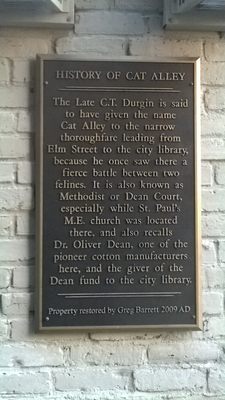 HISTORY OF CAT ALLEY
The Late C.T. Durgin is said
to have given the name
Cat Alley to the narrow
thoroughfare leading from
Elm Street to the city library,
because he once saw there a
fierce battle between two
felines. It is also known as
Methodist or Dean Court,
especially while St. Paul's
M.E. church was located
there, and also recalls
Dr. Oliver Dean, one of the
pioneer cotton manufacturers
here, and the giver of the
Dean fund to the city library.
Property restored by Greg Barrett 2009 AD